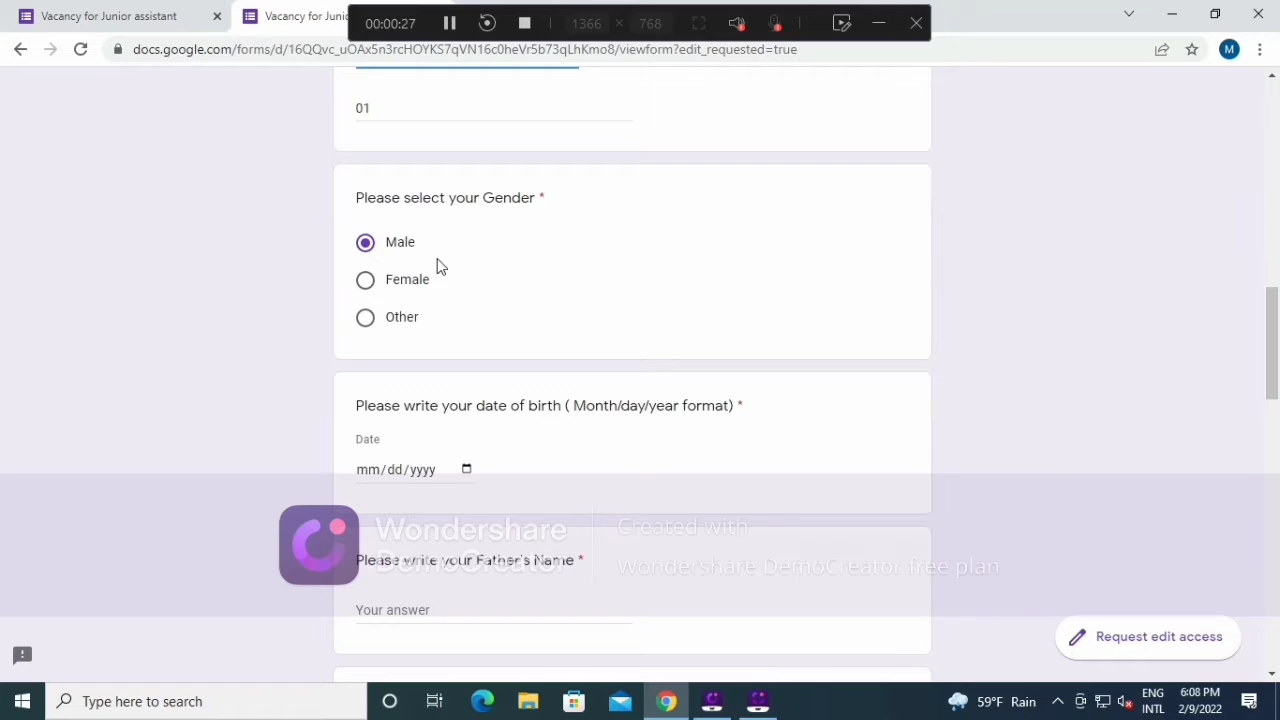 Vacancy for Junior assistant
Vacancy for Juni
00:00:27
1366 × 768
docs.google.com/forms/d/16QQvc_uOAx5n3rcHOYKS7qVN16c0heVr5b73qLhKmo8/viewform?edit_requested=true
M
01
Please select your Gender *
Male
Female
Other
Please write your date of birth ( Month/day/year format) *
Date
mm/dd/yyyy
Wondershare
DemoCreator
Created with
Wondershare DemoCreator free plan
Please write your Father's Name *
Your answer
Request edit access
Type here to search
59°F Rain
ENG
INTL
6:08 PM
2/9/2022